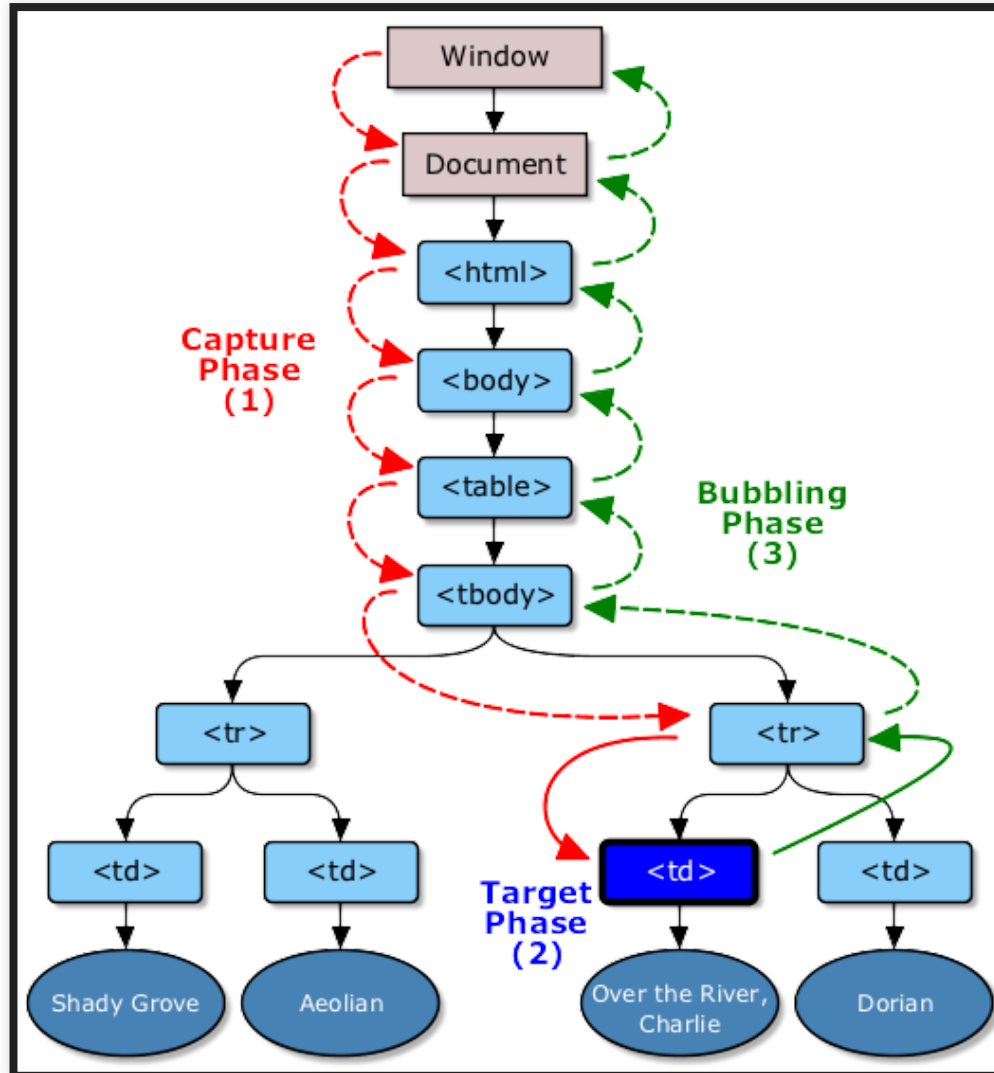 Window
Document
<html>
Capture
Phase
(1)
<body>
<table>
Bubbling
Phase
(3)
<tbody>
<tr>
<tr>
<td>
<td>
<td>
<td>
Target
Phase
(2)
Shady Grove
Aeolian
Over the River,
Charlie
Dorian